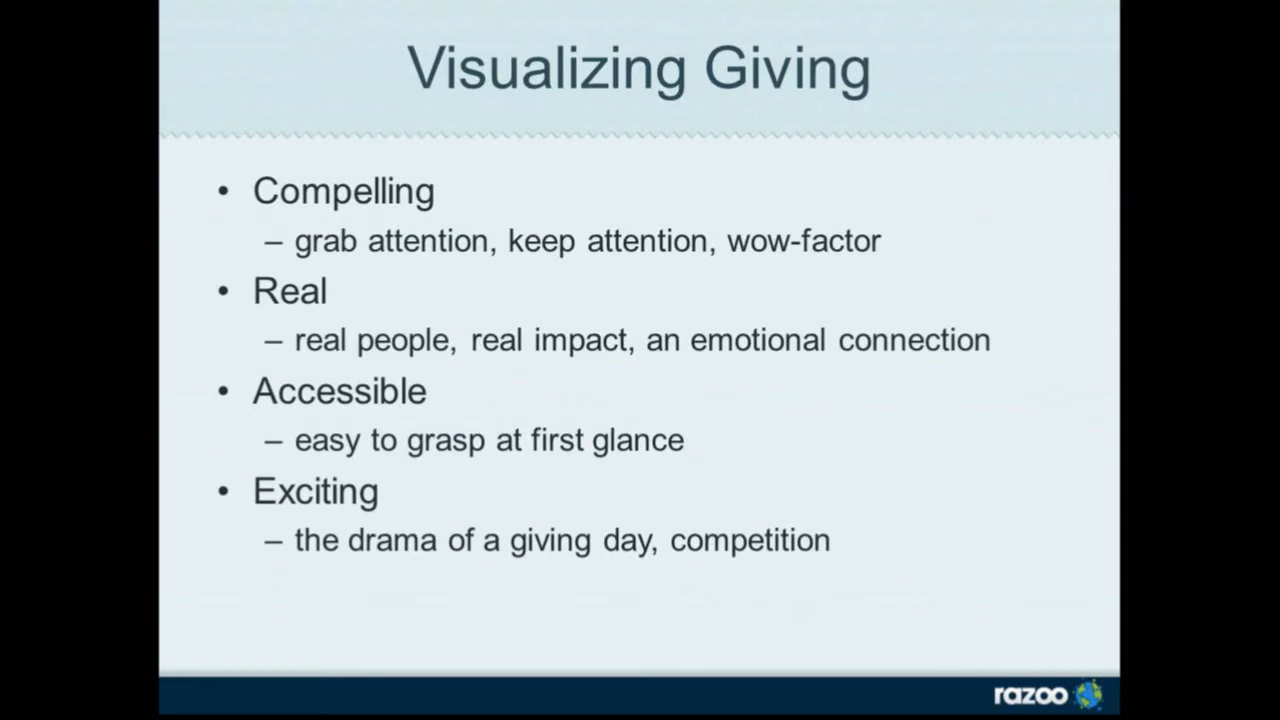 Visualizing Giving
• Compelling
– grab attention, keep attention, wow-factor
• Real
– real people, real impact, an emotional connection
• Accessible
– easy to grasp at first glance
• Exciting
– the drama of a giving day, competition
razoo